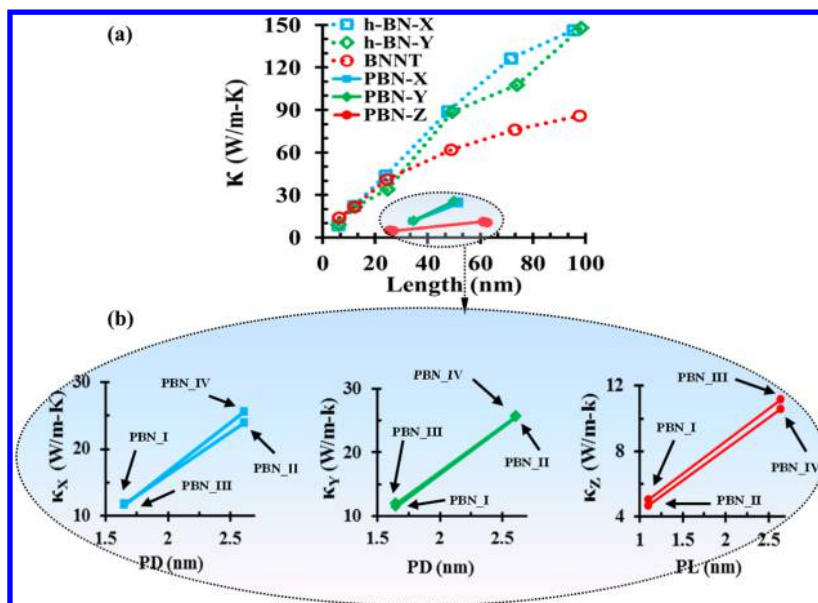 (a)
h-BN-X
h-BN-Y
BNNT
PBN-X
PBN-Y
PBN-Z
K (W/m-K)
150
120
90
60
30
0
0 20 40 60 80 100
Length (nm)
(b)
κX (W/m-k)
30
20
10
PBN_IV
PBN_I
PBN_II
PBN_III
1.5 2 2.5
PD (nm)
κY (W/m-k)
30
20
10
PBN_IV
PBN_III
PBN_II
PBN_I
1.5 2 2.5
PD (nm)
κZ (W/m-k)
12
8
4
PBN_III
PBN_I
PBN_IV
PBN_II
1 1.5 2 2.5
PL (nm)